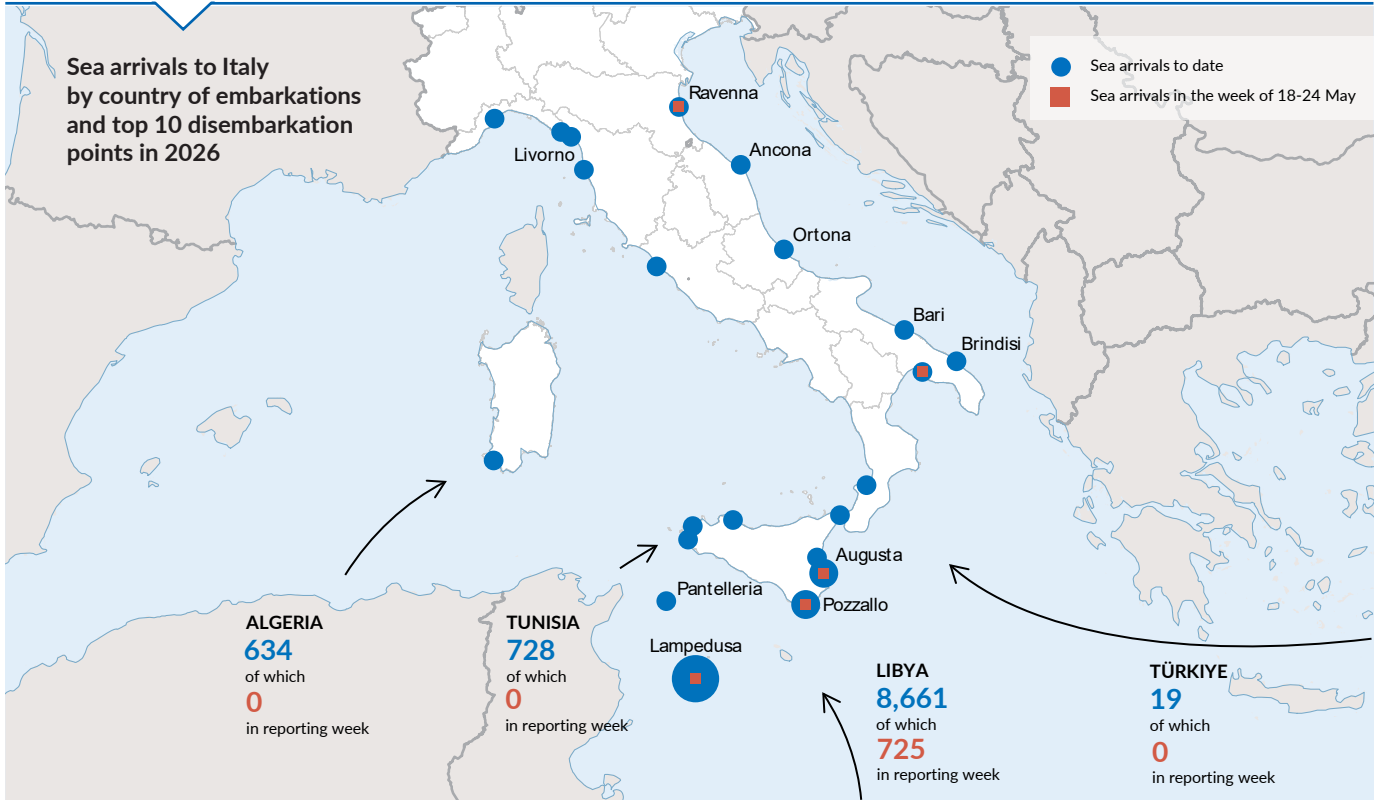 Sea arrivals to Italy
by country of embarkations
and top 10 disembarkation
points in 2026
Sea arrivals to date
Sea arrivals in the week of 18-24 May
Ravenna
Livorno
Ancona
Ortona
Bari
Brindisi
Augusta
Pantelleria
Pozzallo
Lampedusa
ALGERIA
634
of which
0
in reporting week
TUNISIA
728
of which
0
in reporting week
LIBYA
8,661
of which
725
in reporting week
TÜRKIYE
19
of which
0
in reporting week